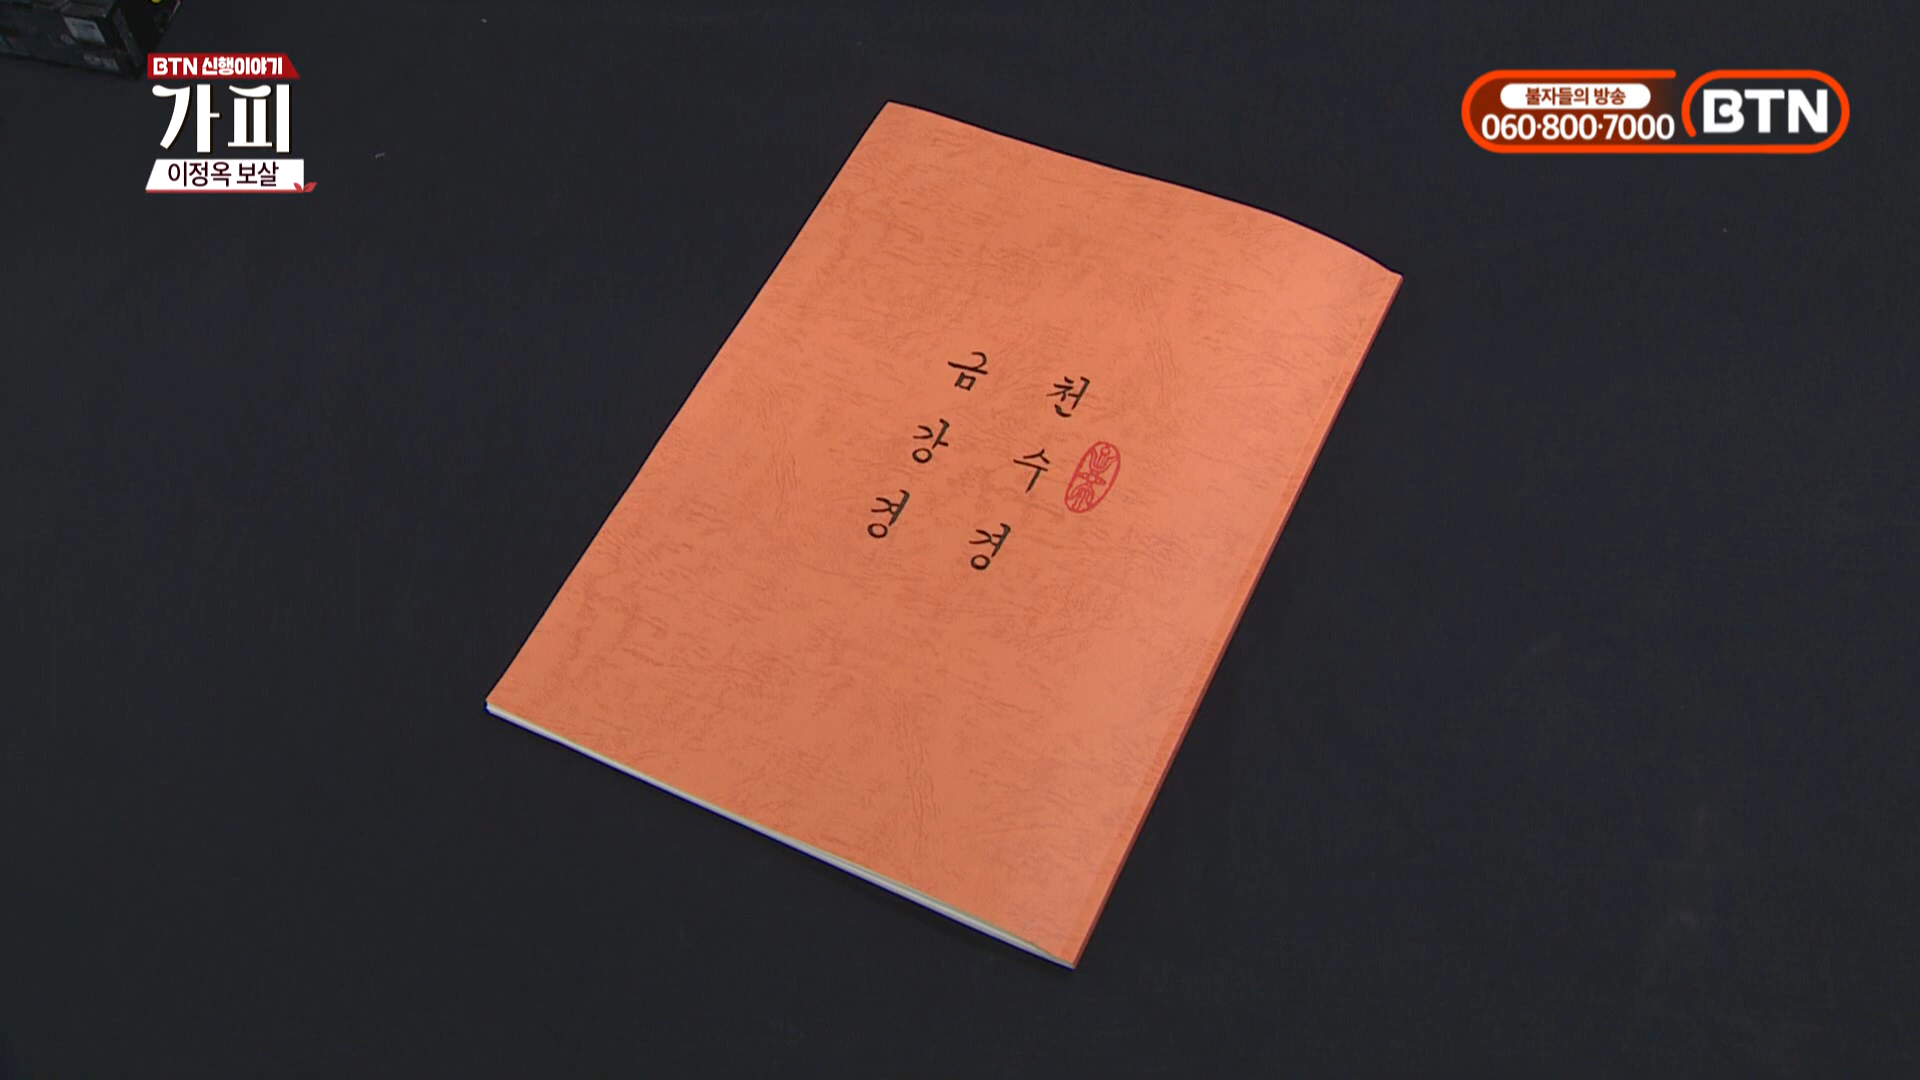 BTN 신행이야기
가피
이정옥 보살
불자들의 방송
060·800·7000
BTN
천수경
금강경